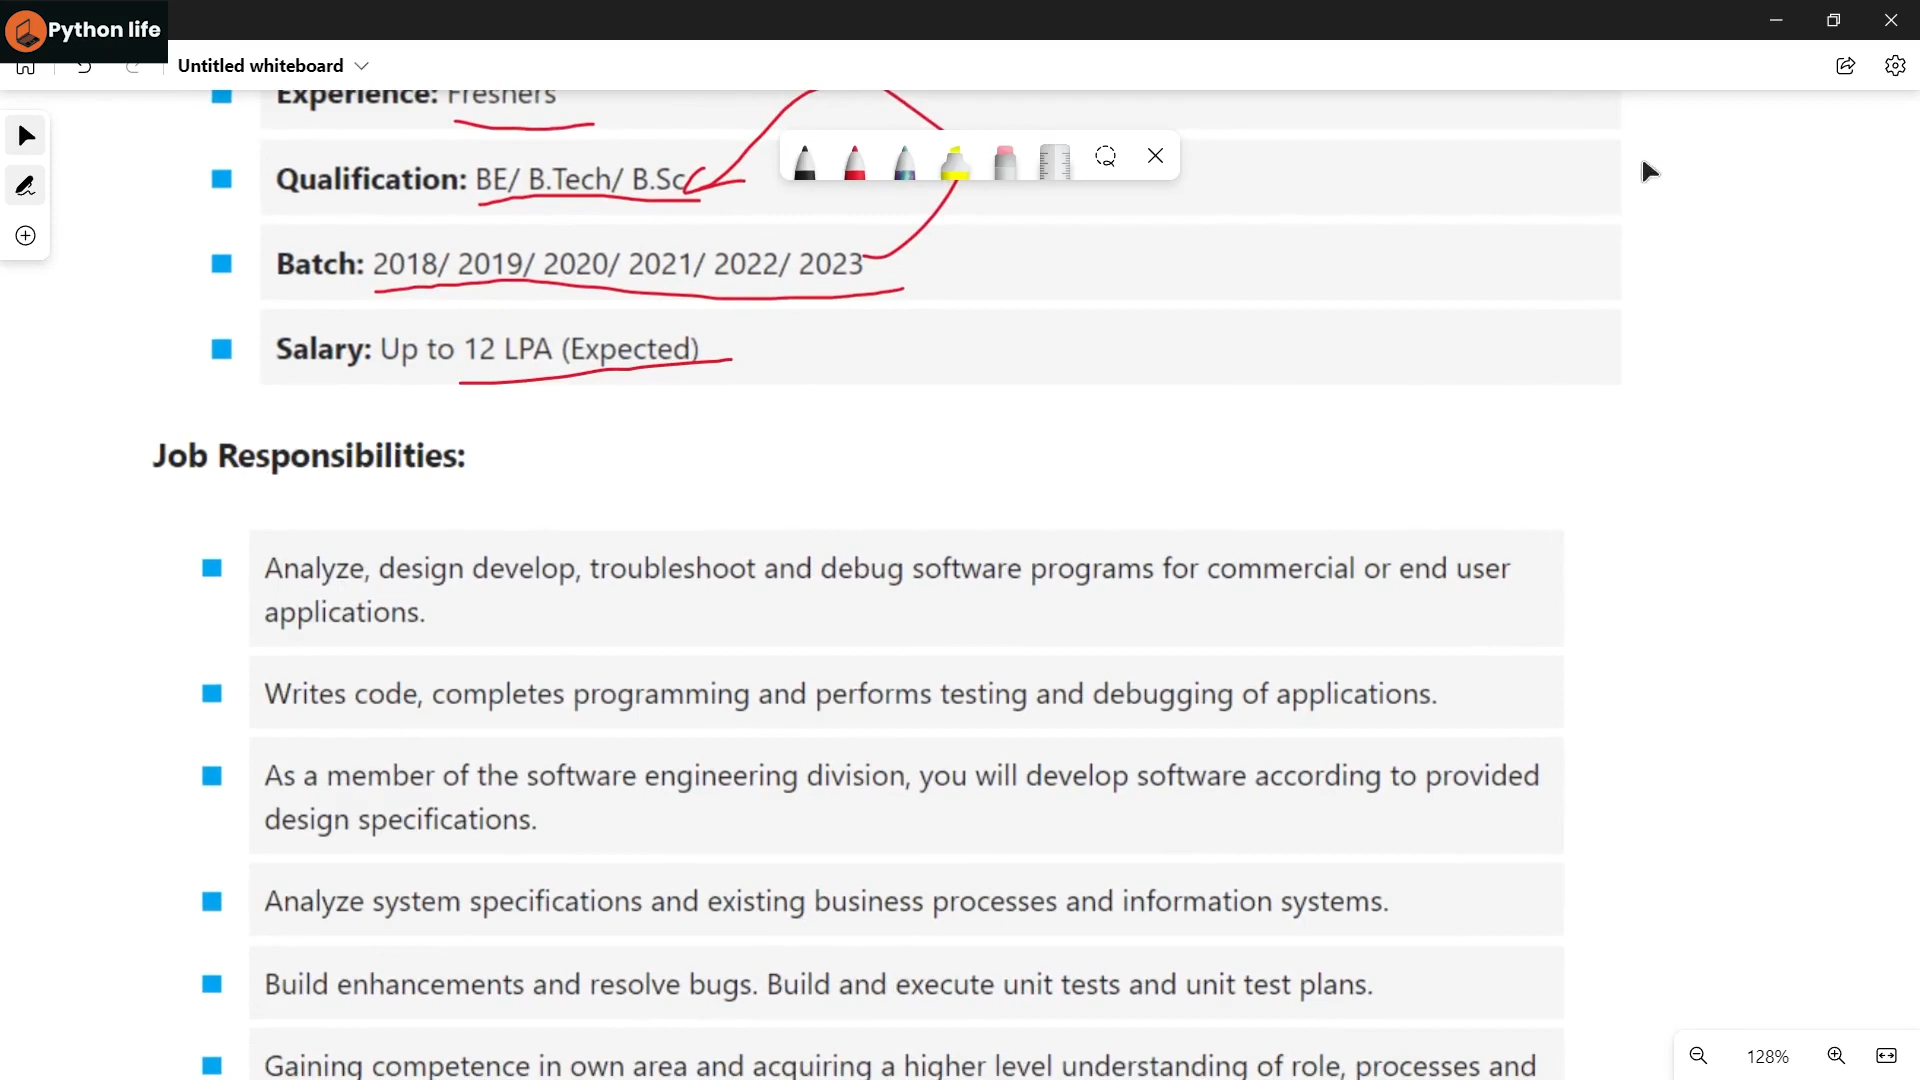 Python life
Untitled whiteboard
Experience: Freshers
Qualification: BE/ B.Tech/ B.Sc
Batch: 2018/ 2019/ 2020/ 2021/ 2022/ 2023
Salary: Up to 12 LPA (Expected)
Job Responsibilities:
Analyze, design develop, troubleshoot and debug software programs for commercial or end user
applications.
Writes code, completes programming and performs testing and debugging of applications.
As a member of the software engineering division, you will develop software according to provided
design specifications.
Analyze system specifications and existing business processes and information systems.
Build enhancements and resolve bugs. Build and execute unit tests and unit test plans.
Gaining competence in own area and acquiring a higher level understanding of role, processes and
128%